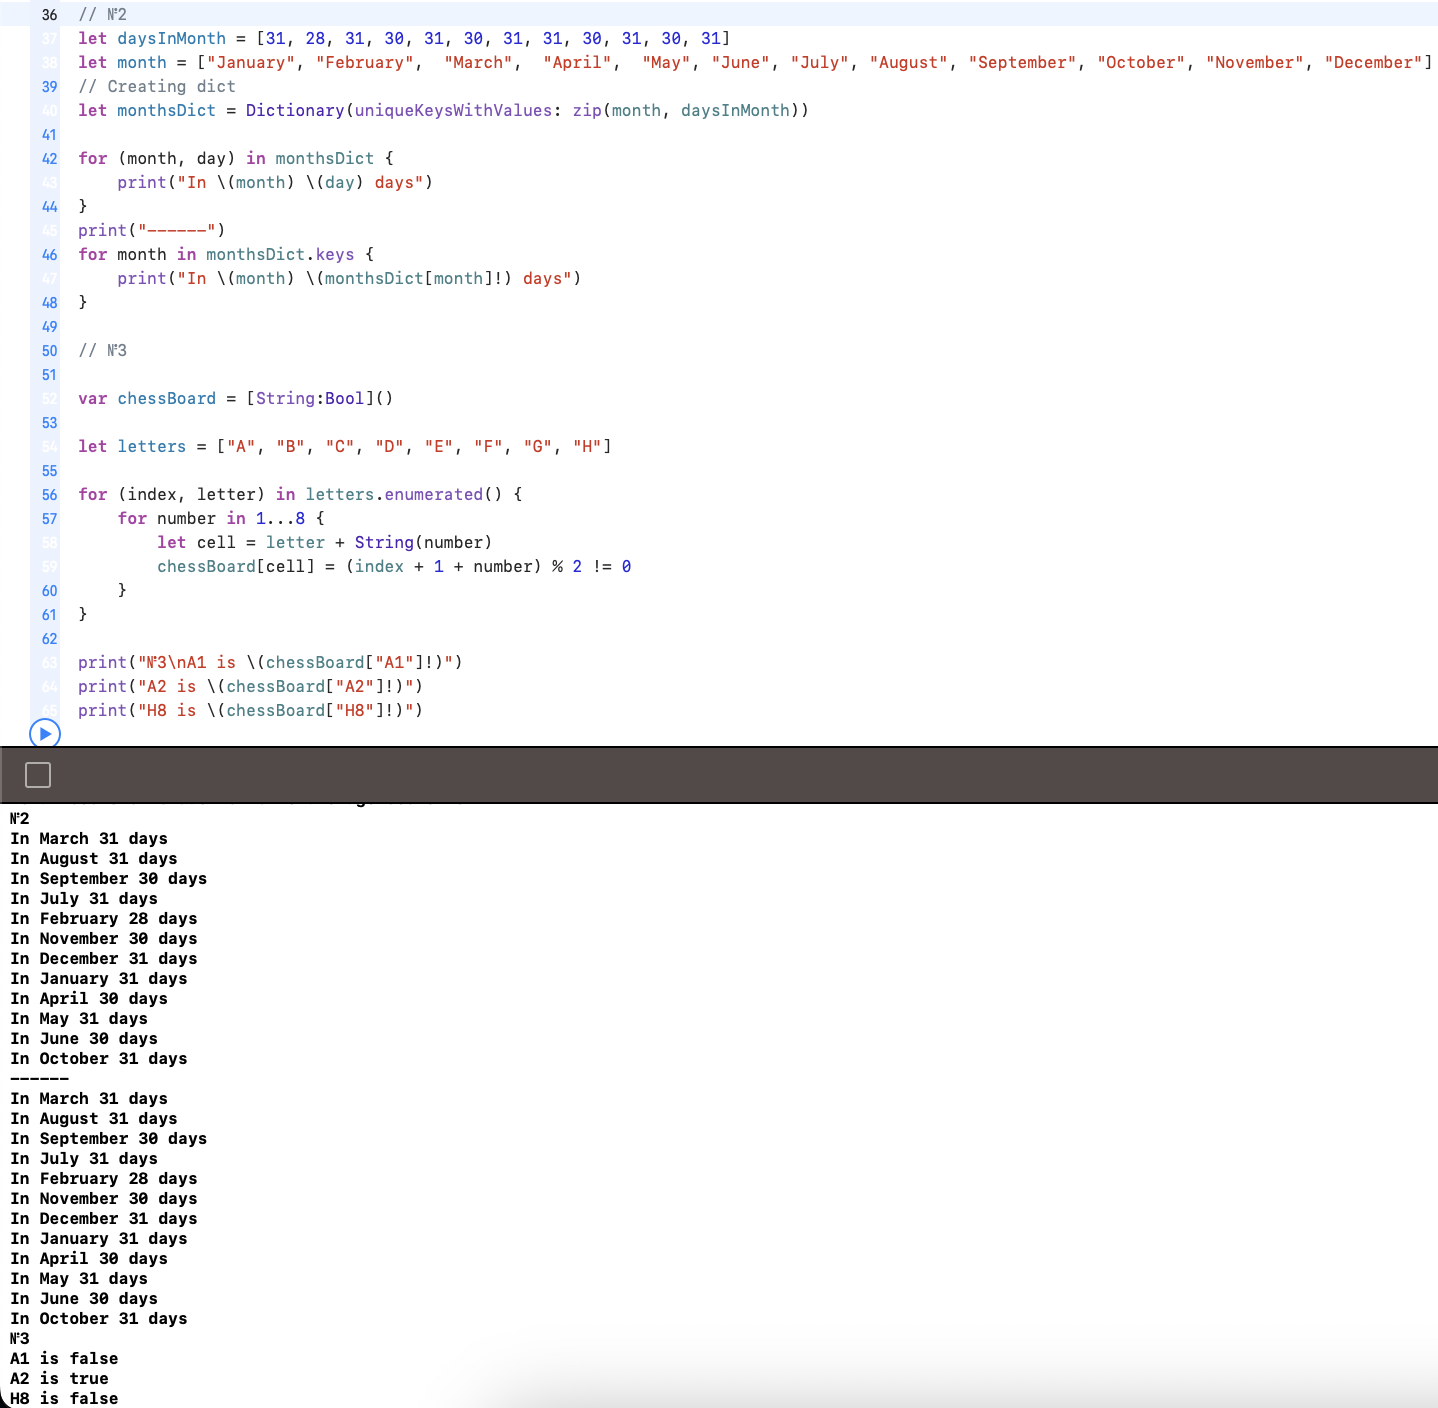 36 // №2
37 let daysInMonth = [31, 28, 31, 30, 31, 30, 31, 31, 30, 31, 30, 31]
38 let month = ["January", "February",  "March",  "April",  "May", "June", "July", "August", "September", "October", "November", "December"]
39 // Creating dict
40 let monthsDict = Dictionary(uniqueKeysWithValues: zip(month, daysInMonth))
41
42 for (month, day) in monthsDict {
43     print("In \(month) \(day) days")
44 }
45 print("------")
46 for month in monthsDict.keys {
47     print("In \(month) \(monthsDict[month]!) days")
48 }
49
50 // №3
51
52 var chessBoard = [String:Bool]()
53
54 let letters = ["A", "B", "C", "D", "E", "F", "G", "H"]
55
56 for (index, letter) in letters.enumerated() {
57     for number in 1...8 {
58         let cell = letter + String(number)
59         chessBoard[cell] = (index + 1 + number) % 2 != 0
60     }
61 }
62
63 print("№3\nA1 is \(chessBoard["A1"]!)")
64 print("A2 is \(chessBoard["A2"]!)")
65 print("H8 is \(chessBoard["H8"]!)")
№2
In March 31 days
In August 31 days
In September 30 days
In July 31 days
In February 28 days
In November 30 days
In December 31 days
In January 31 days
In April 30 days
In May 31 days
In June 30 days
In October 31 days
------
In March 31 days
In August 31 days
In September 30 days
In July 31 days
In February 28 days
In November 30 days
In December 31 days
In January 31 days
In April 30 days
In May 31 days
In June 30 days
In October 31 days
№3
A1 is false
A2 is true
H8 is false